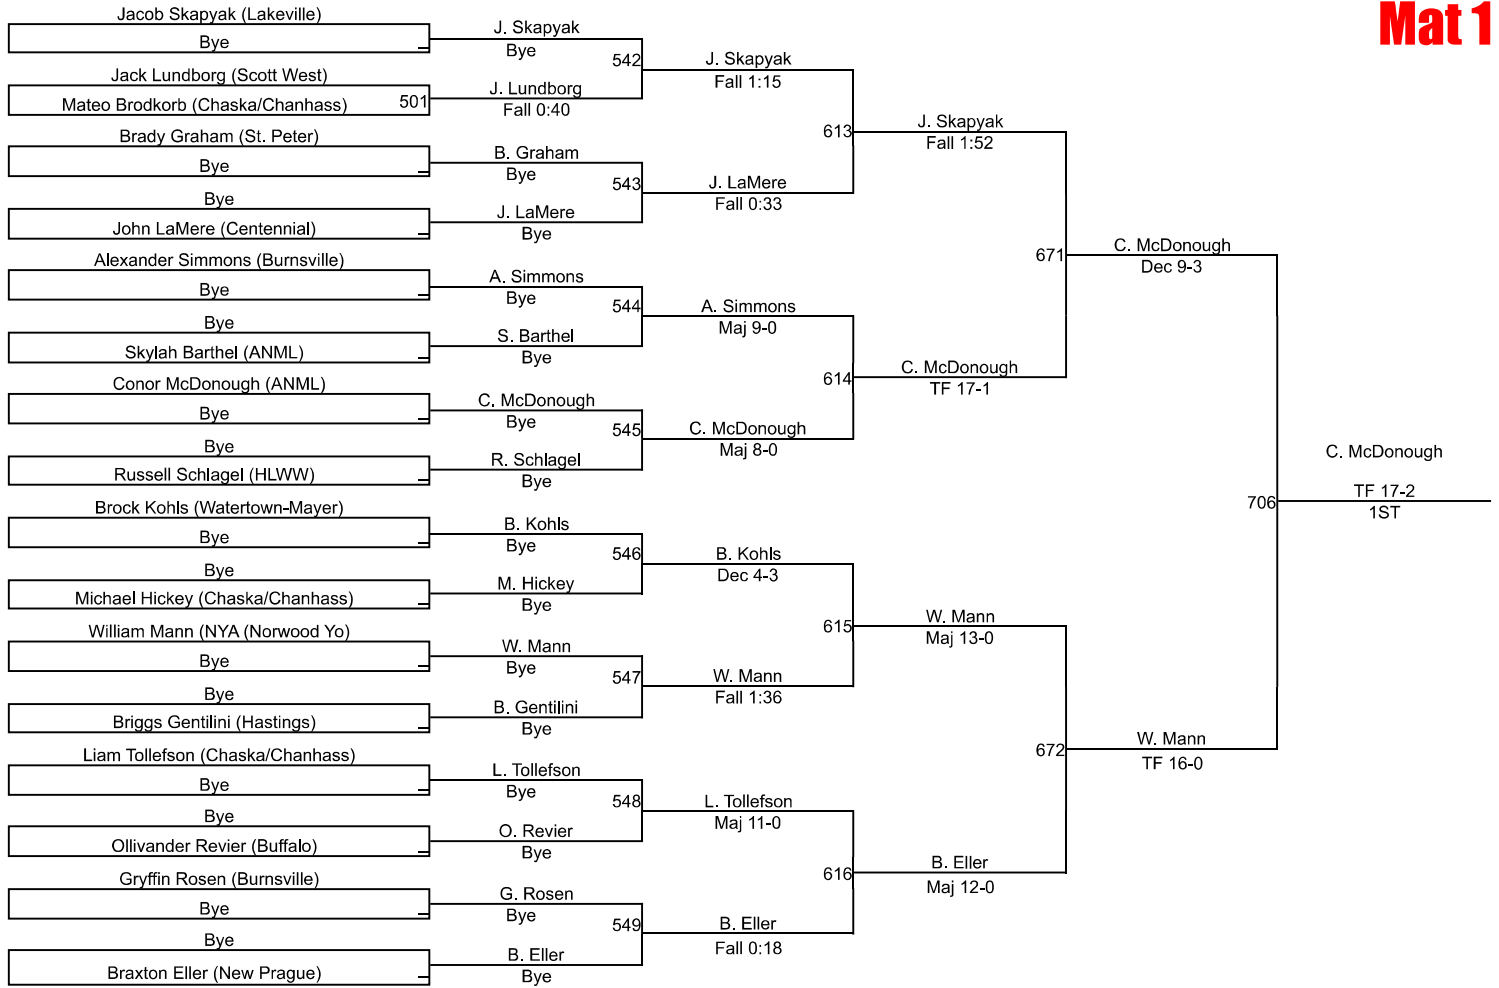 Mat 1
Jacob Skapyak (Lakeville)
Bye
Jack Lundborg (Scott West)
Mateo Brodkorb (Chaska/Chanhass) 501
Brady Graham (St. Peter)
Bye
Bye
John LaMere (Centennial)
Alexander Simmons (Burnsville)
Bye
Bye
Skylah Barthel (ANML)
Conor McDonough (ANML)
Bye
Bye
Russell Schlagel (HLWW)
Brock Kohls (Watertown-Mayer)
Bye
Bye
Michael Hickey (Chaska/Chanhass)
William Mann (NYA (Norwood Yo)
Bye
Bye
Briggs Gentilini (Hastings)
Liam Tollefson (Chaska/Chanhass)
Bye
Bye
Ollivander Revier (Buffalo)
Gryffin Rosen (Burnsville)
Bye
Bye
Braxton Eller (New Prague)
J. Skapyak
Bye
542
J. Lundborg
Fall 0:40
B. Graham
Bye
543
J. LaMere
Bye
A. Simmons
Bye
544
S. Barthel
Bye
C. McDonough
Bye
545
R. Schlagel
Bye
B. Kohls
Bye
546
M. Hickey
Bye
W. Mann
Bye
547
B. Gentilini
Bye
L. Tollefson
Bye
548
O. Revier
Bye
G. Rosen
Bye
549
B. Eller
Bye
J. Skapyak
Fall 1:15
613
J. LaMere
Fall 0:33
A. Simmons
Maj 9-0
614
C. McDonough
Maj 8-0
B. Kohls
Dec 4-3
615
W. Mann
Fall 1:36
L. Tollefson
Maj 11-0
616
B. Eller
Fall 0:18
J. Skapyak
Fall 1:52
671
C. McDonough
TF 17-1
W. Mann
Maj 13-0
672
B. Eller
Maj 12-0
C. McDonough
Dec 9-3
706
W. Mann
TF 16-0
C. McDonough
TF 17-2
1ST